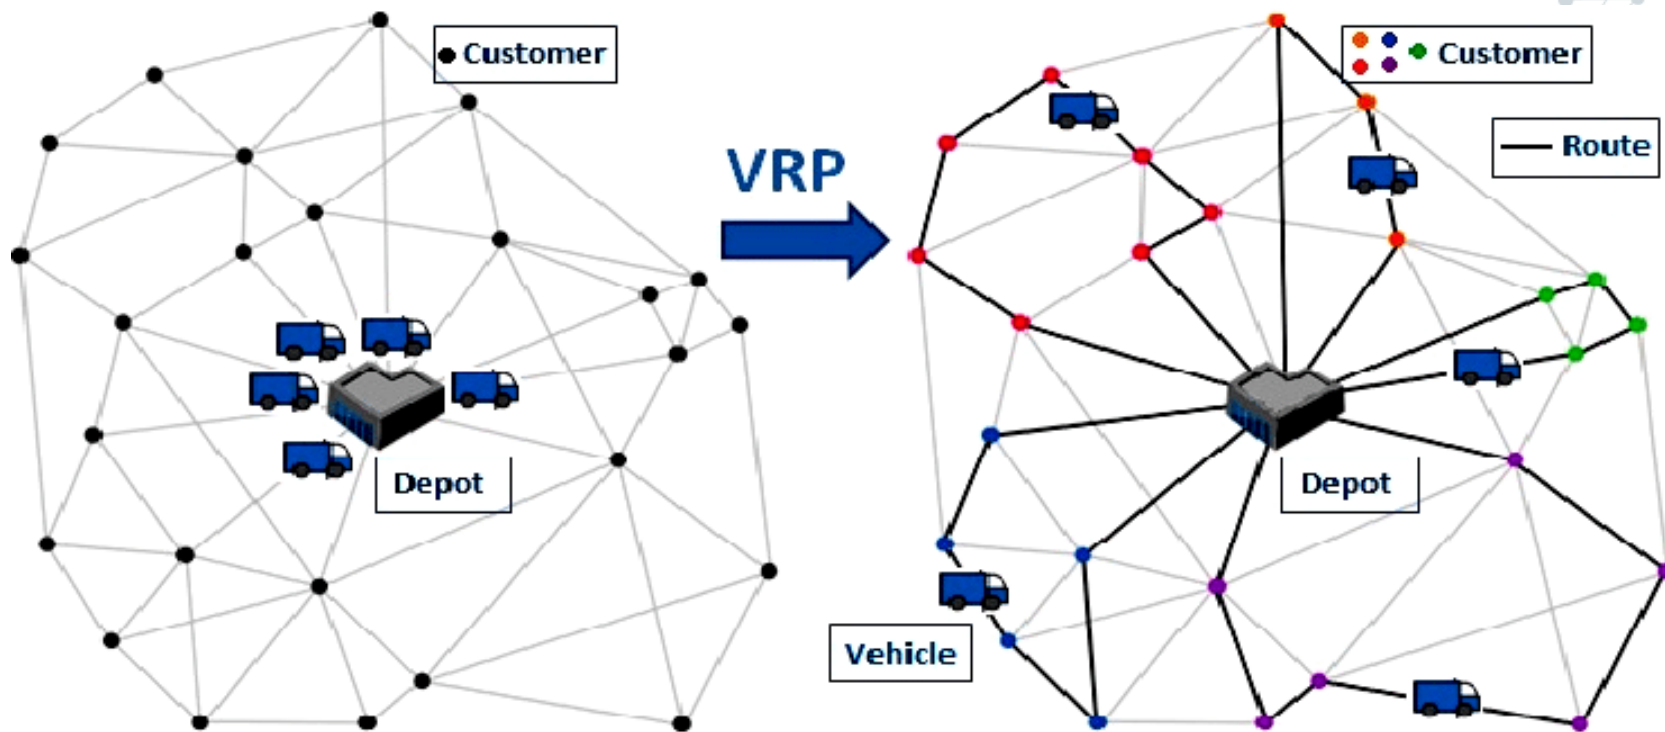 Customer
Depot
VRP
Customer
Route
Depot
Vehicle